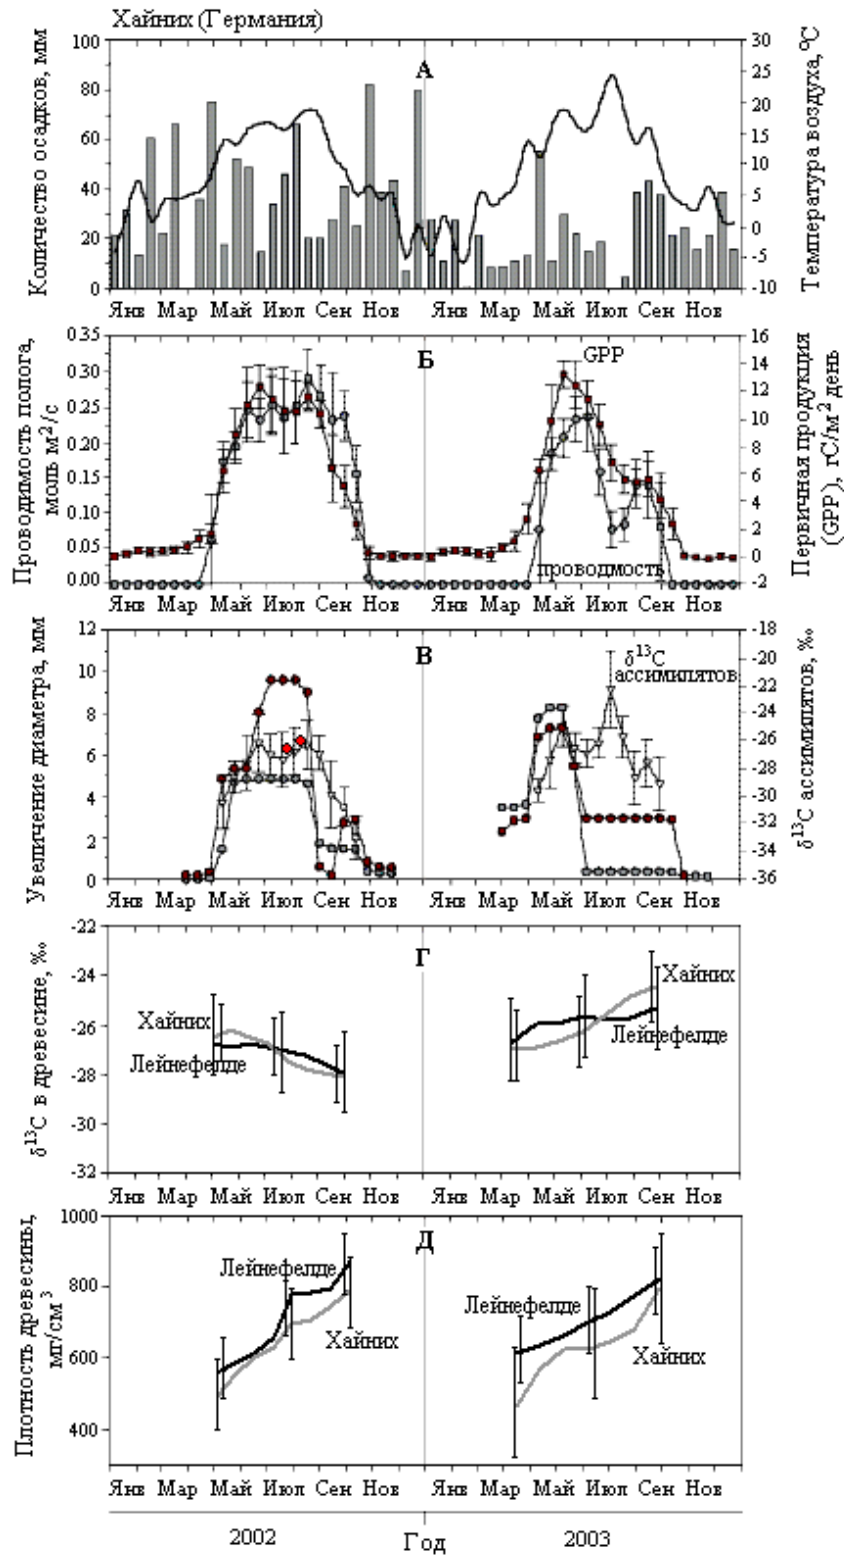 Хайних (Германия)
Количество осадков, мм
100
80
60
40
20
0
А
30
25
20
15
10
5
0
-5
-10
Температура воздуха, °C
Янв Мар Май Июл Сен Нов Янв Мар Май Июл Сен Нов
Проводимость полога,
моль м²/с
0.35
0.30
0.25
0.20
0.15
0.10
0.05
0.00
Б
GPP
проводмость
16
14
12
10
8
6
4
2
0
-2
Первичная продукция
(GPP), гС/м² день
Янв Мар Май Июл Сен Нов Янв Мар Май Июл Сен Нов
Увеличение диаметра, мм
12
10
8
6
4
2
0
В
δ¹³C
ассимилятов
-18
-20
-22
-24
-26
-28
-30
-32
-34
-36
δ¹³C ассимилятов, ‰
Янв Мар Май Июл Сен Нов Янв Мар Май Июл Сен Нов
δ¹³C в древесине, ‰
-22
-24
-26
-28
-30
-32
Г
Хайних
Лейнефелде
Хайних
Лейнефелде
Янв Мар Май Июл Сен Нов Янв Мар Май Июл Сен Нов
Плотность древесины,
мг/см³
1000
800
600
400
Д
Лейнефелде
Хайних
Лейнефелде
Хайних
Янв Мар Май Июл Сен Нов Янв Мар Май Июл Сен Нов
2002 Год 2003